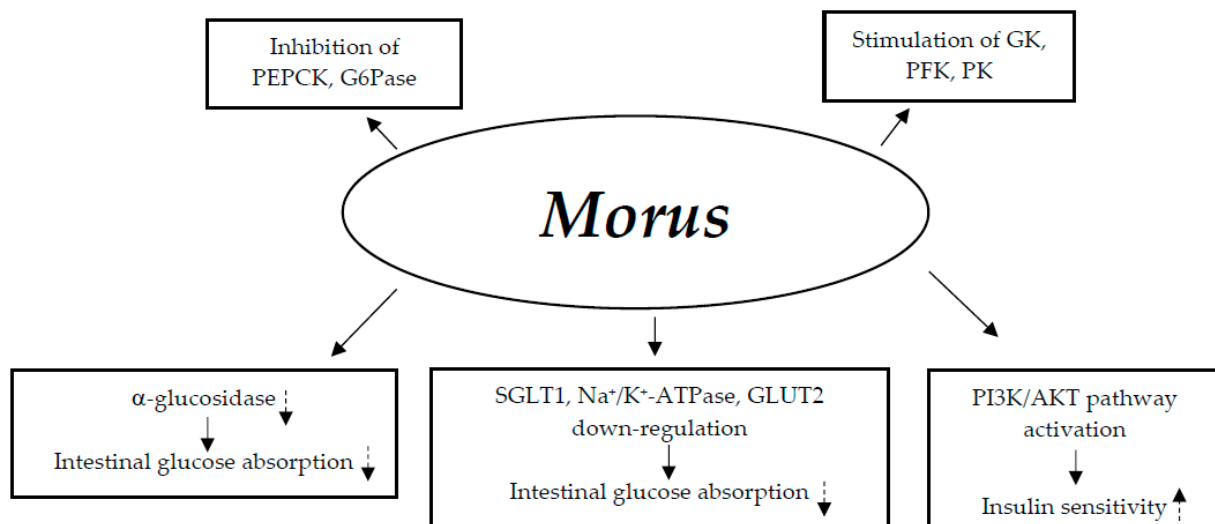 Inhibition of
PEPCK, G6Pase
Stimulation of GK,
PFK, PK
Morus
α-glucosidase
Intestinal glucose absorption
SGLT1, Na⁺/K⁺-ATPase, GLUT2
down-regulation
Intestinal glucose absorption
PI3K/AKT pathway
activation
Insulin sensitivity